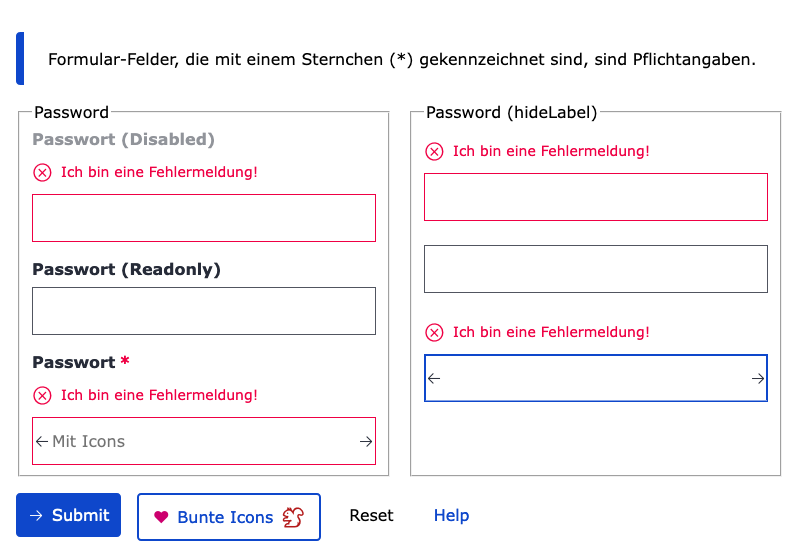 Formular-Felder, die mit einem Sternchen (*) gekennzeichnet sind, sind Pflichtangaben.
Password
Passwort (Disabled)
Ich bin eine Fehlermeldung!
Passwort (Readonly)
Passwort *
Ich bin eine Fehlermeldung!
Mit Icons
Password (hideLabel)
Ich bin eine Fehlermeldung!
Ich bin eine Fehlermeldung!
Submit
Bunte Icons
Reset
Help